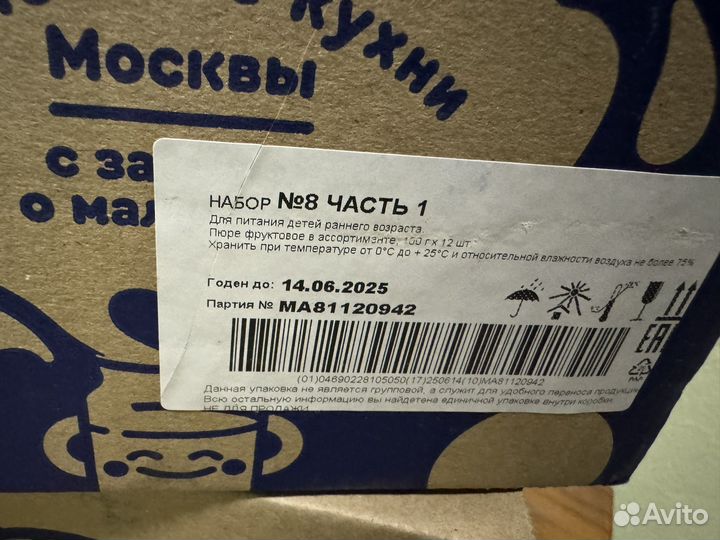 кухни
Москвы
с за
о мал
НАБОР №8 ЧАСТЬ 1
Для питания детей раннего возраста.
Пюре фруктовое в ассортименте, 100 г х 12 шт
Хранить при температуре от 0°С до + 25°С и относительной влажности воздуха не более 75%
Годен до: 14.06.2025
Партия № МА81120942
(01)04690228105050(17)250614(10)MA81120942
Данная упаковка не является групповой, а служит для удобного переноса продукции
Всю остальную информацию вы найдете на единичной упаковке внутри коробки.
НЕ ДЛЯ ПРОДАЖИ
Avito